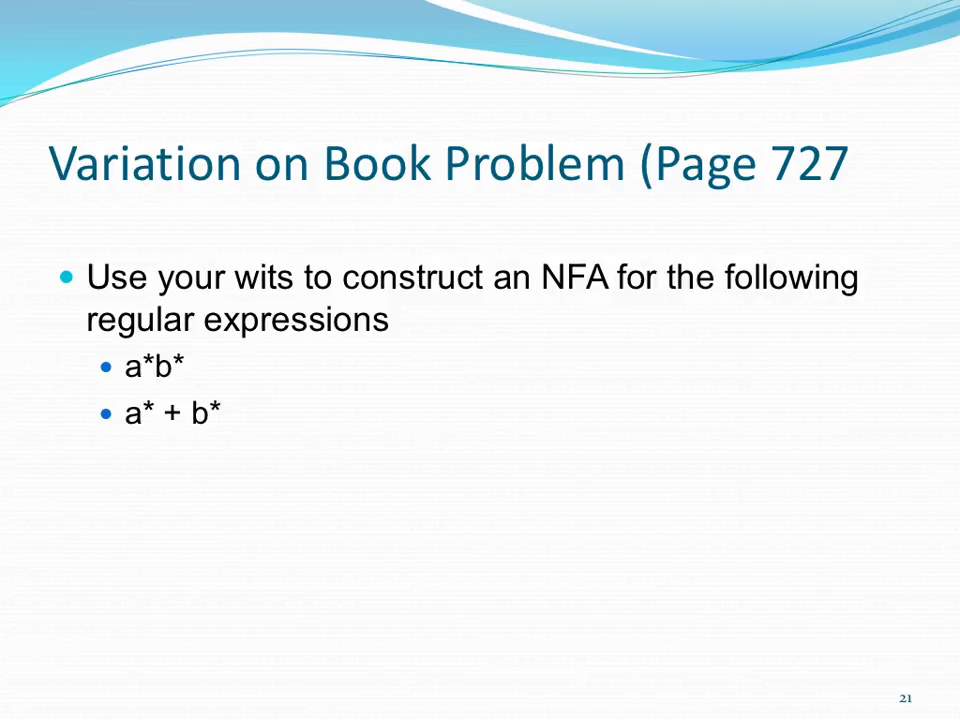 Variation on Book Problem (Page 727
Use your wits to construct an NFA for the following
regular expressions
a*b*
a* + b*
21